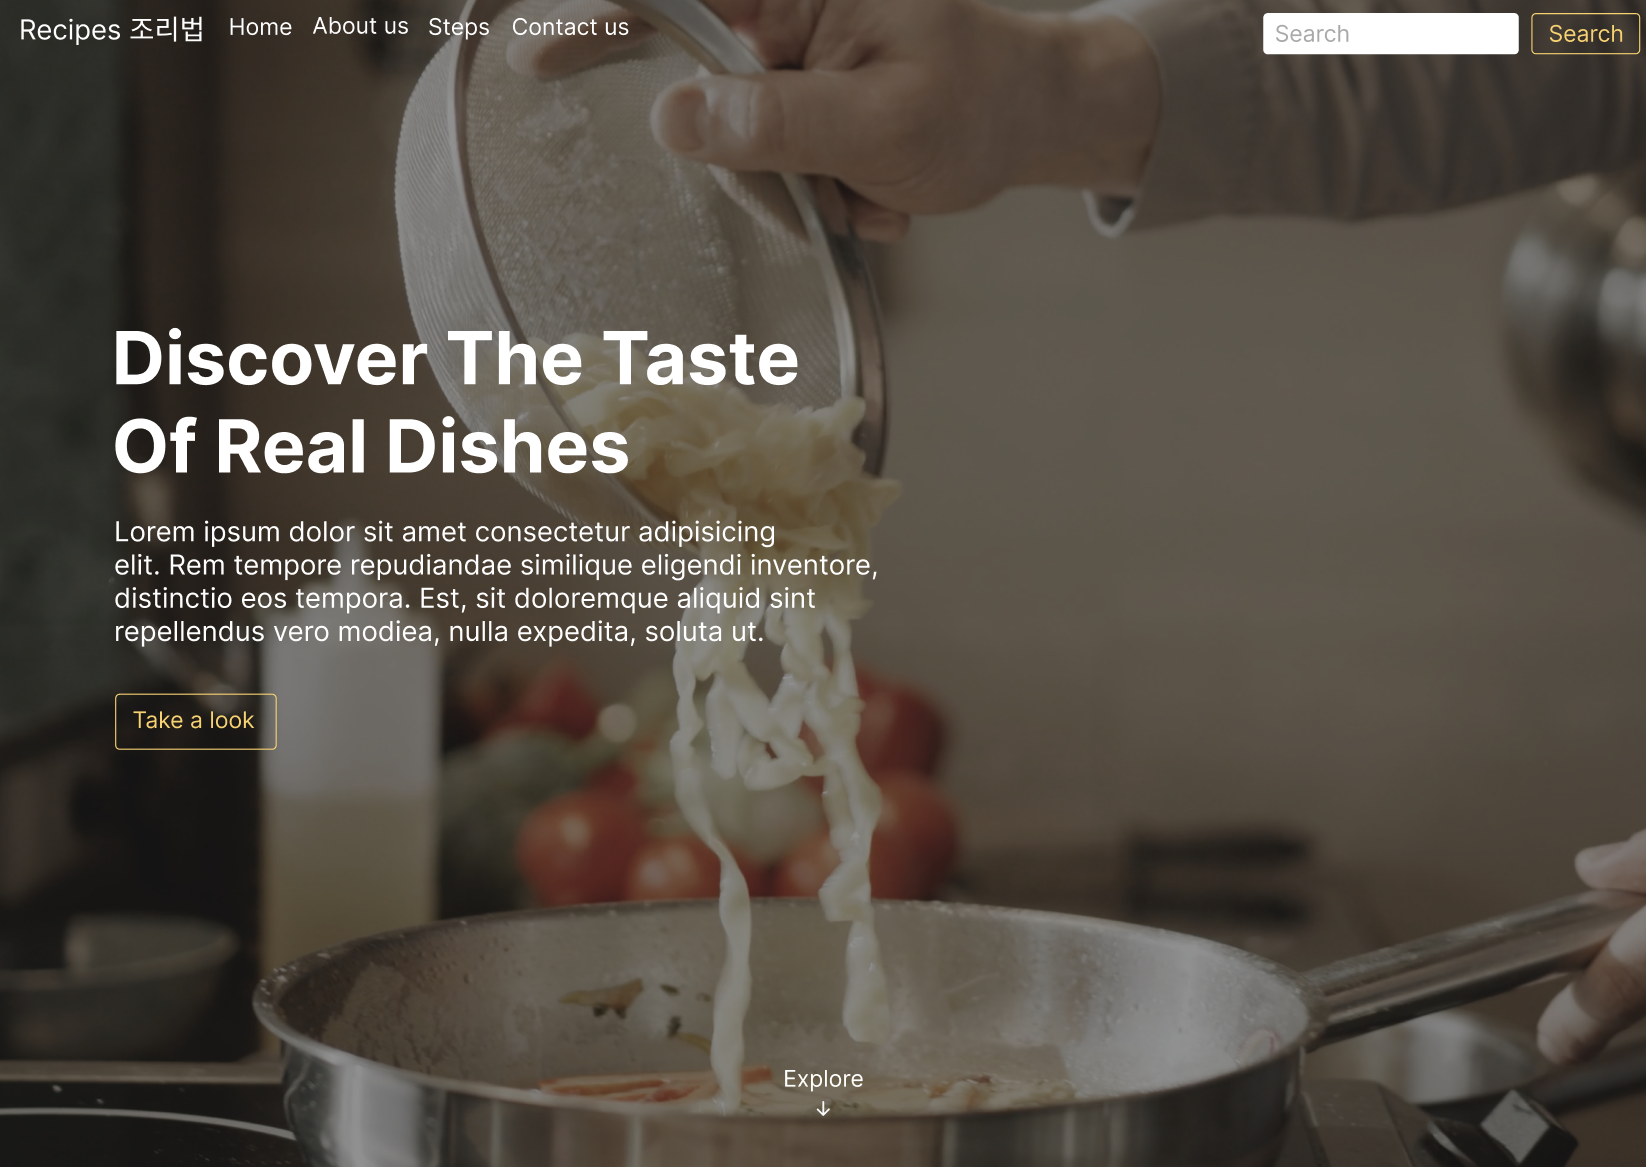 Recipes 조리법 Home About us Steps Contact us Search Search
Discover The Taste
Of Real Dishes
Lorem ipsum dolor sit amet consectetur adipisicing
elit. Rem tempore repudiandae similique eligendi inventore,
distinctio eos tempora. Est, sit doloremque aliquid sint
repellendus vero modiea, nulla expedita, soluta ut.
Take a look
Explore
↓